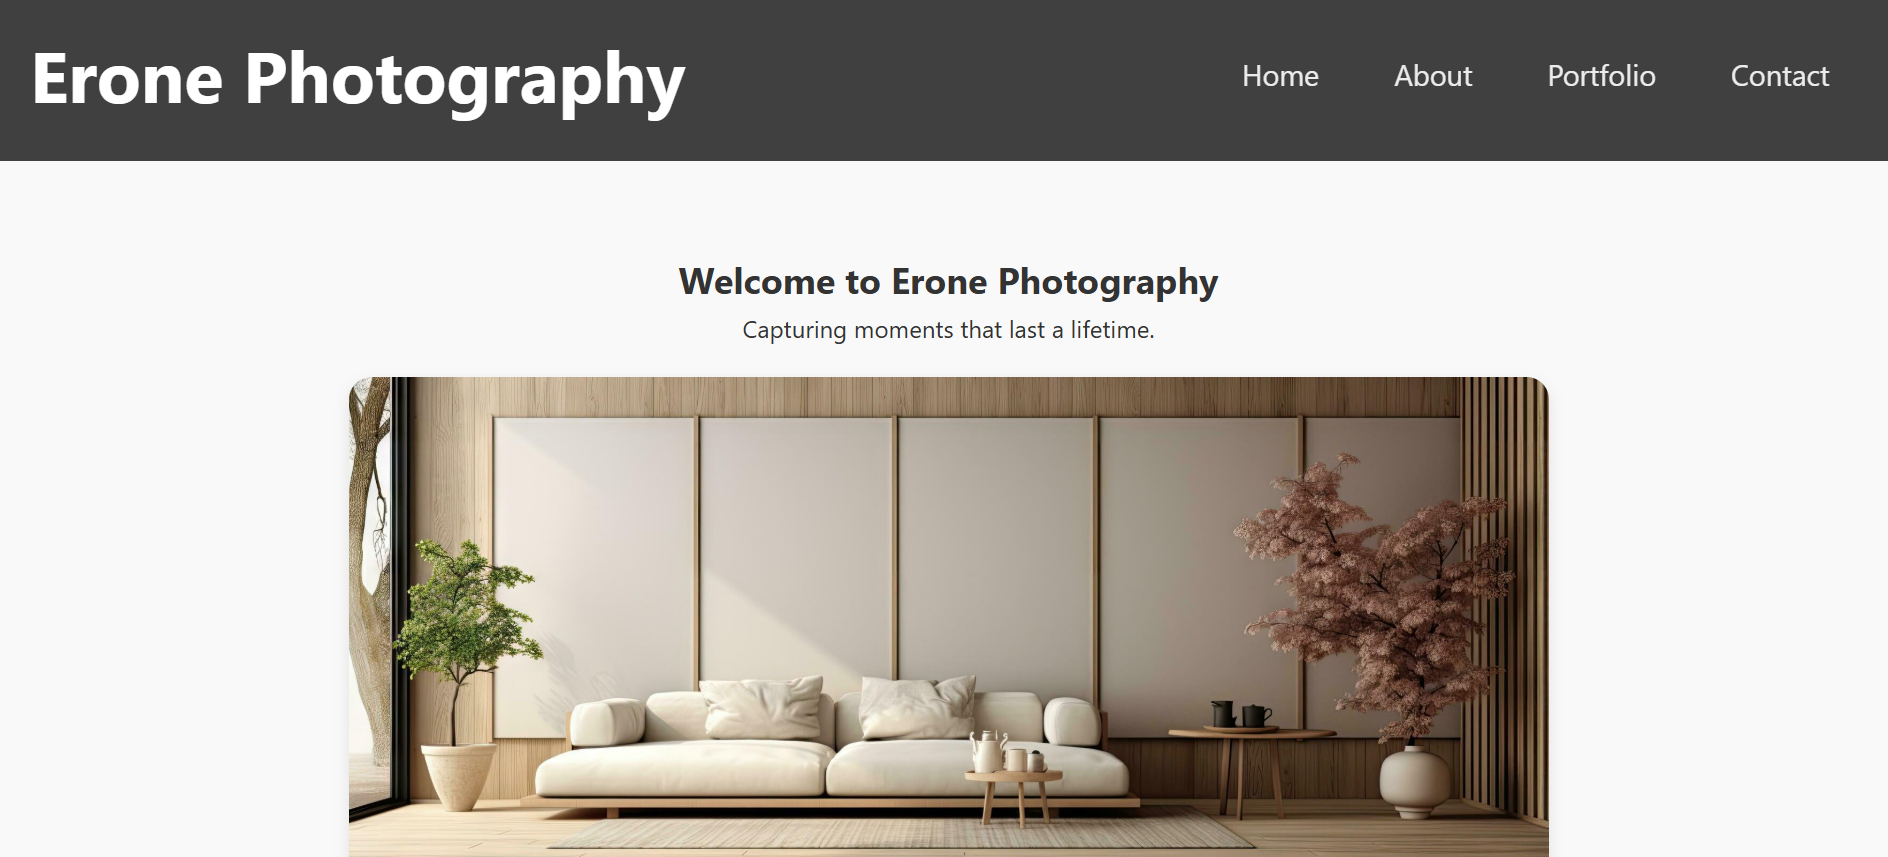 Erone Photography
Home About Portfolio Contact
Welcome to Erone Photography
Capturing moments that last a lifetime.